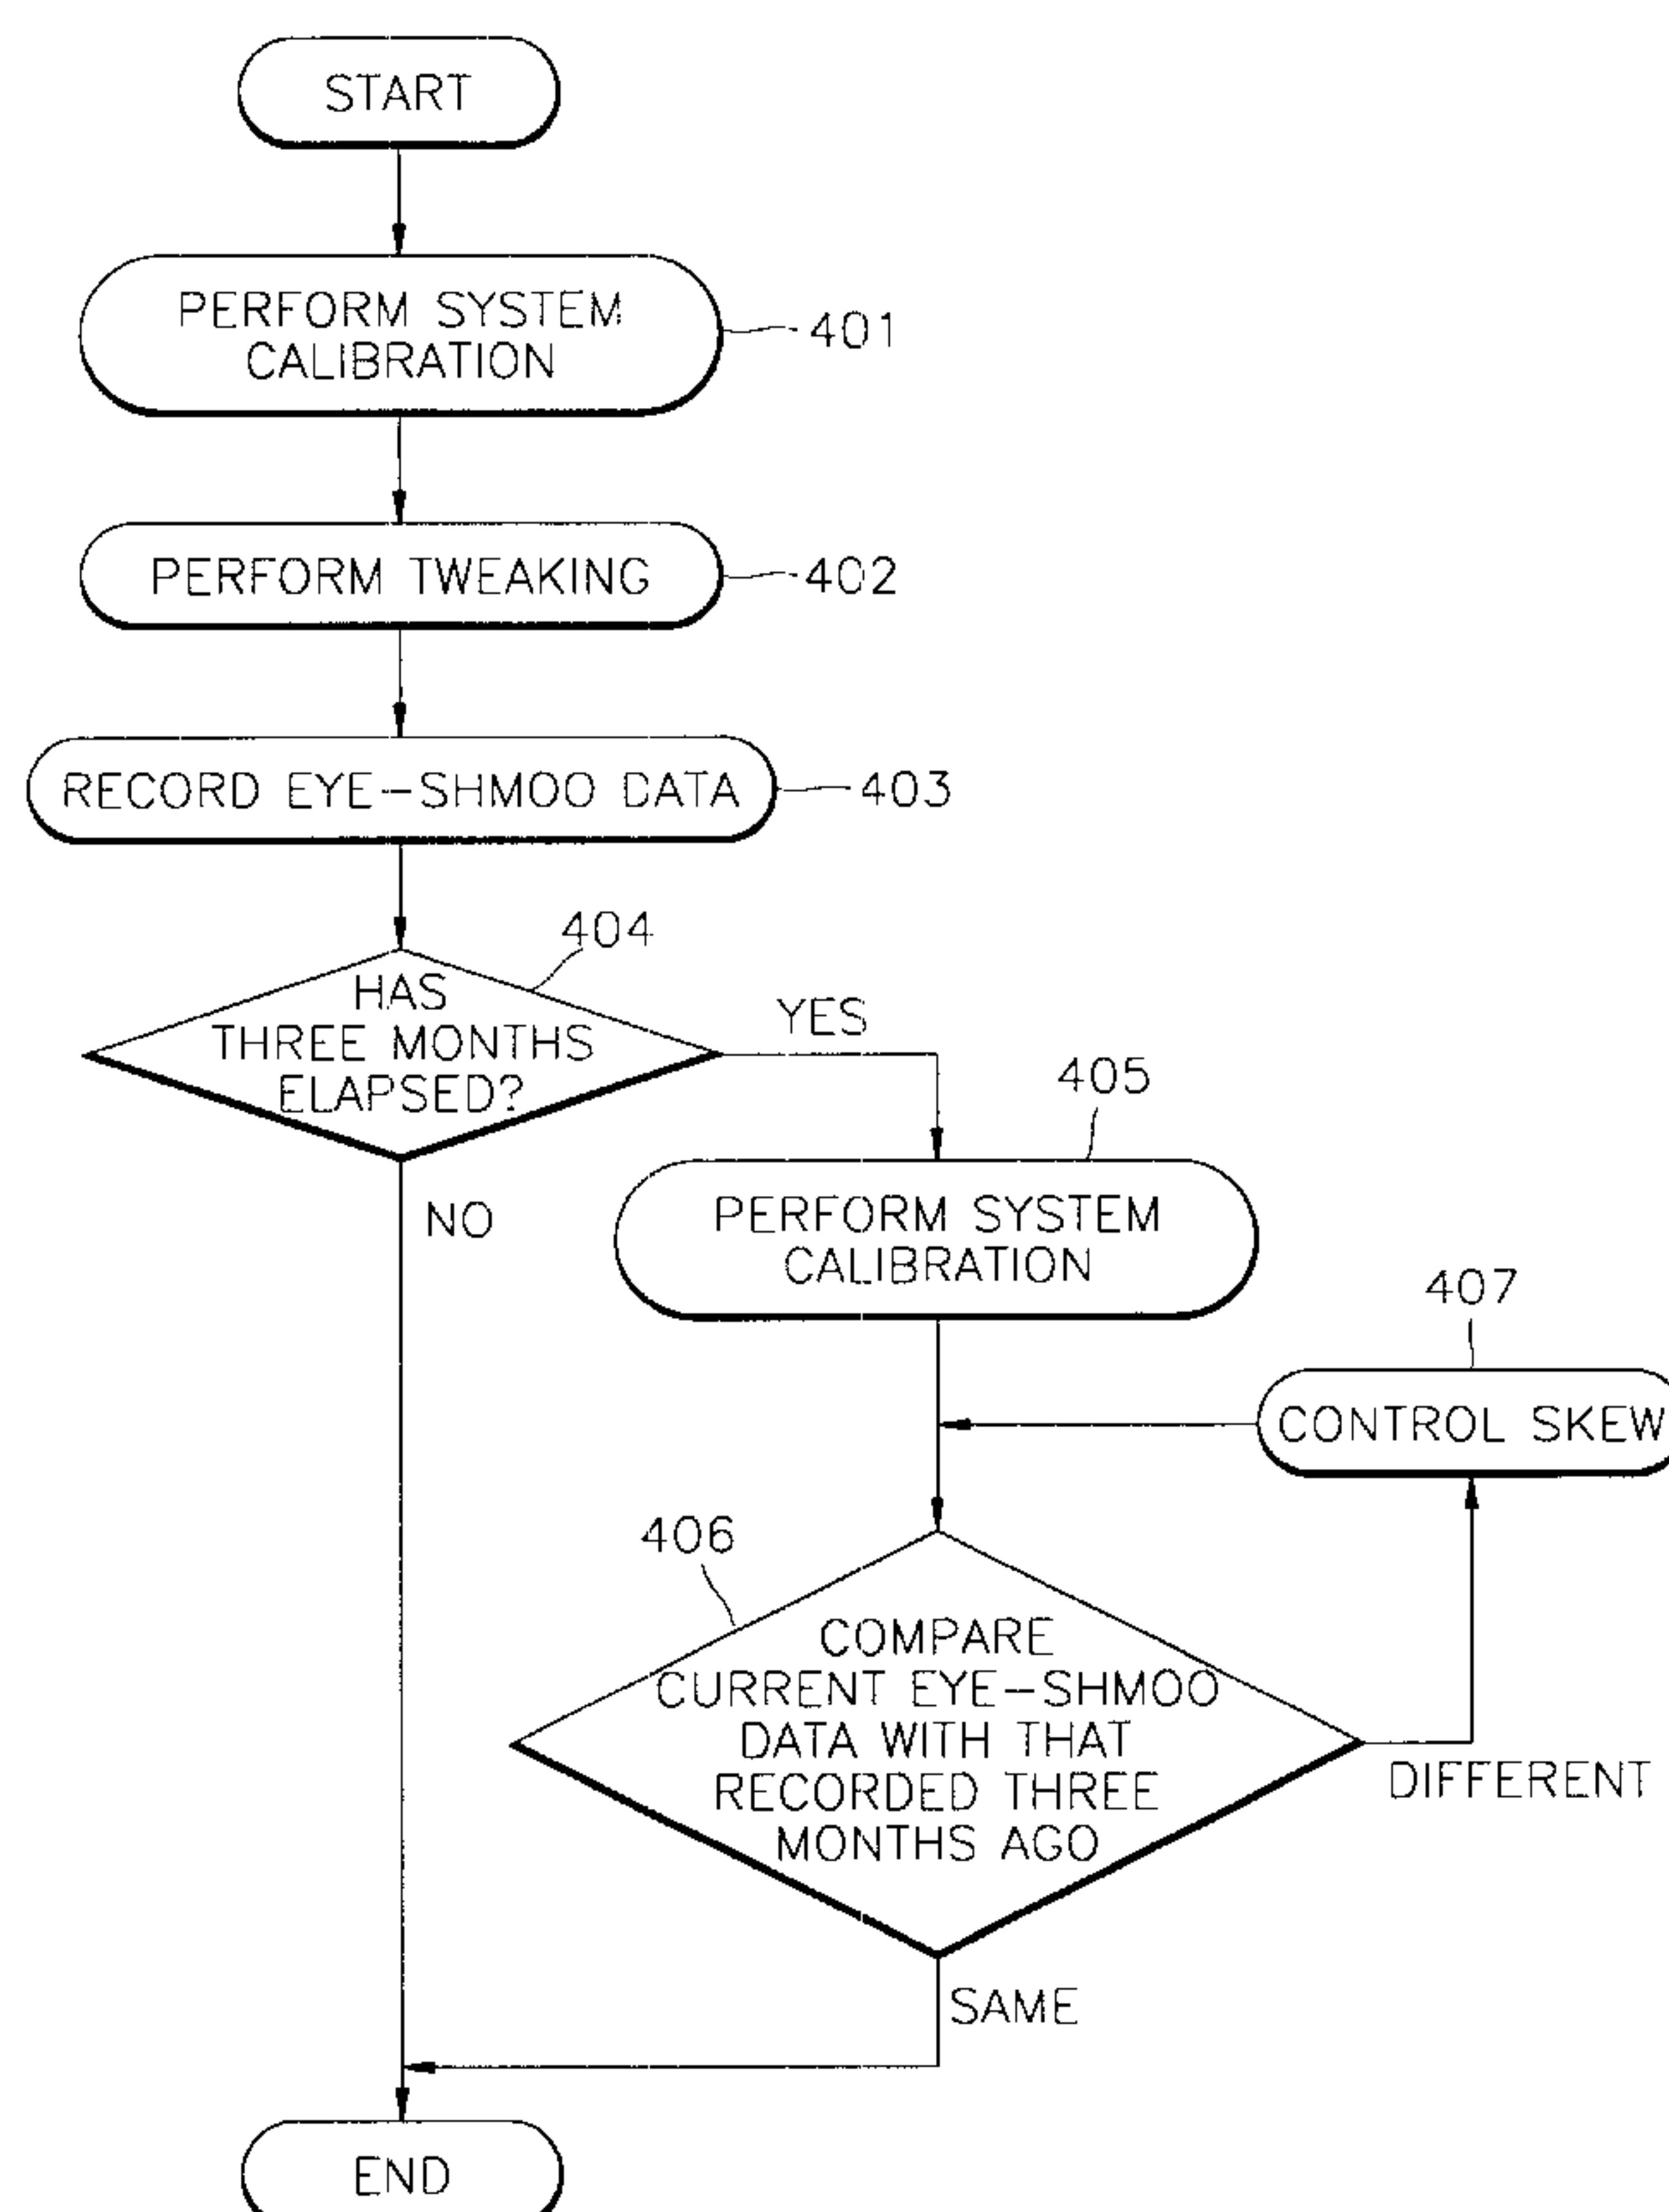 START
PERFORM SYSTEM
CALIBRATION
401
PERFORM TWEAKING
402
RECORD EYE-SHMOO DATA
403
404
HAS
THREE MONTHS
ELAPSED?
YES
NO
405
PERFORM SYSTEM
CALIBRATION
407
CONTROL SKEW
406
COMPARE
CURRENT EYE-SHMOO
DATA WITH THAT
RECORDED THREE
MONTHS AGO
DIFFERENT
SAME
END